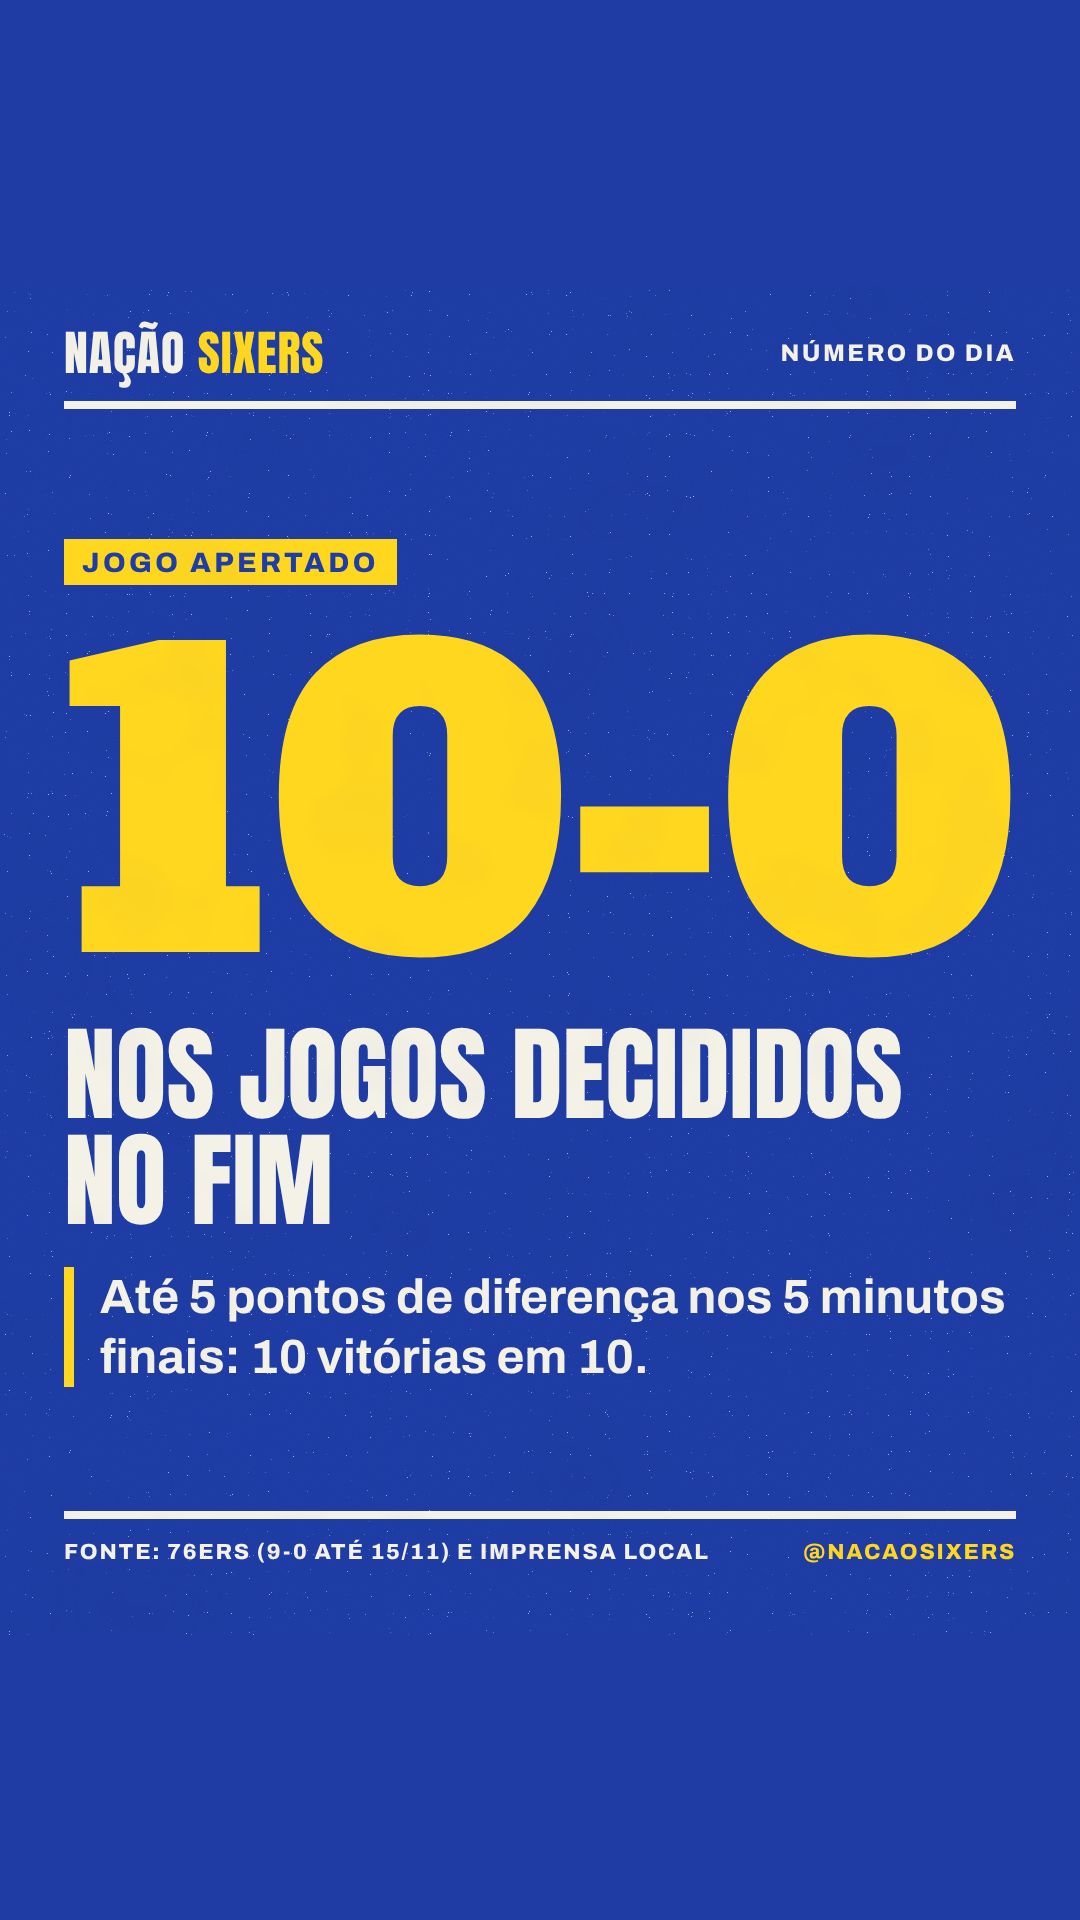 NAÇÃO SIXERS
NÚMERO DO DIA
JOGO APERTADO
10-0
NOS JOGOS DECIDIDOS
NO FIM
Até 5 pontos de diferença nos 5 minutos
finais: 10 vitórias em 10.
FONTE: 76ERS (9-0 ATÉ 15/11) E IMPRENSA LOCAL
@NACAOSIXERS